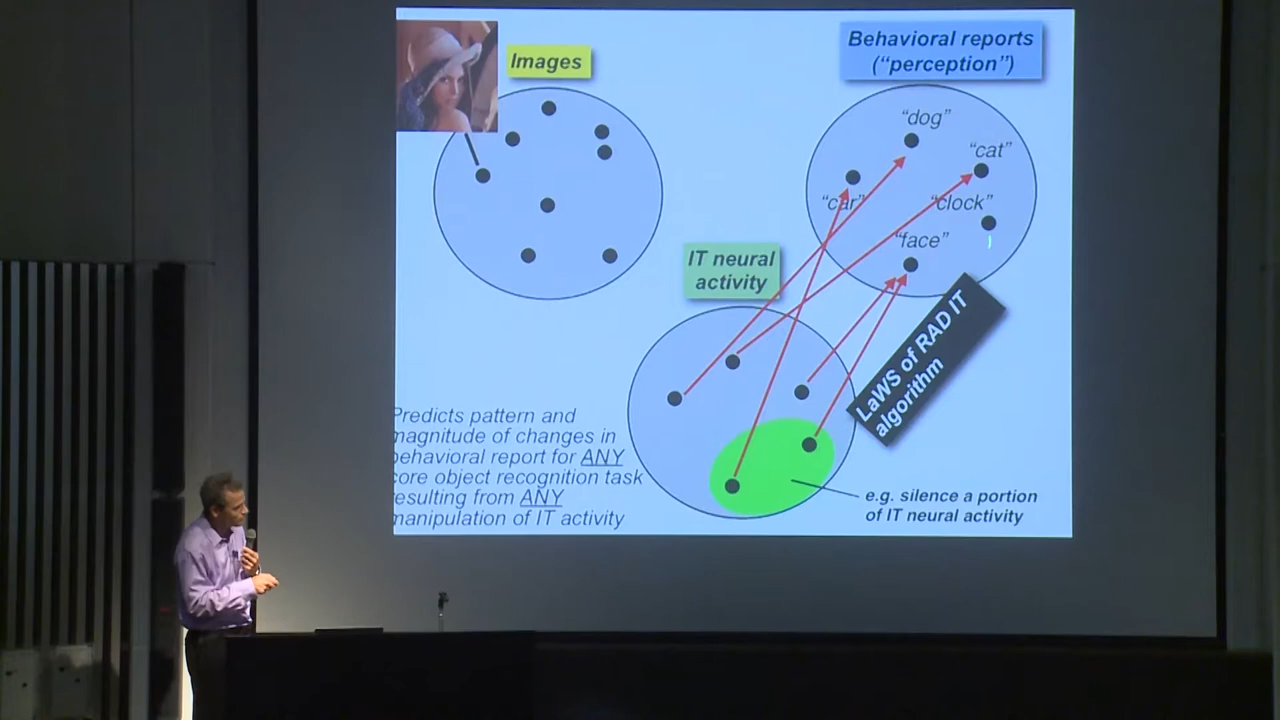 Images
Behavioral reports
(“perception”)
“dog”
“cat”
“car”
“clock”
“face”
IT neural
activity
LaWS of RAD IT
algorithm
Predicts pattern and
magnitude of changes in
behavioral report for ANY
core object recognition task
resulting from ANY
manipulation of IT activity
e.g. silence a portion
of IT neural activity